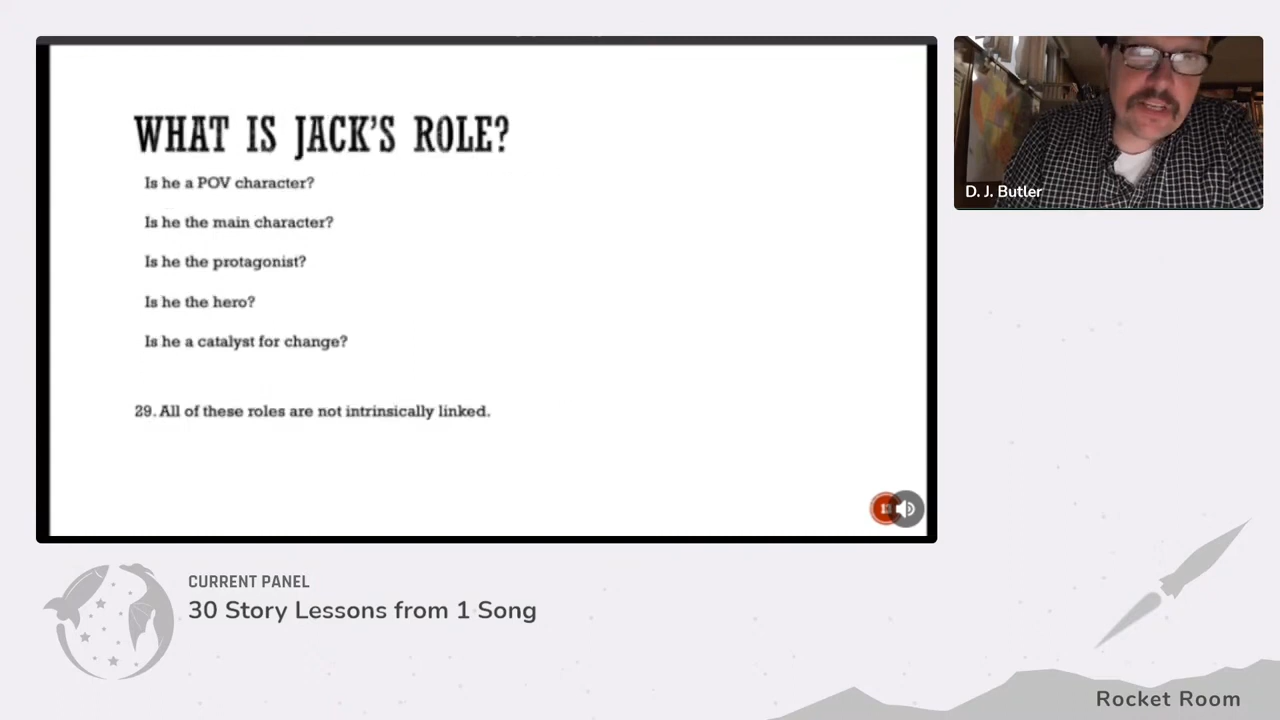 WHAT IS JACK'S ROLE?
Is he a POV character?
Is he the main character?
Is he the protagonist?
Is he the hero?
Is he a catalyst for change?
29. All of these roles are not intrinsically linked.
D. J. Butler
CURRENT PANEL
30 Story Lessons from 1 Song
Rocket Room